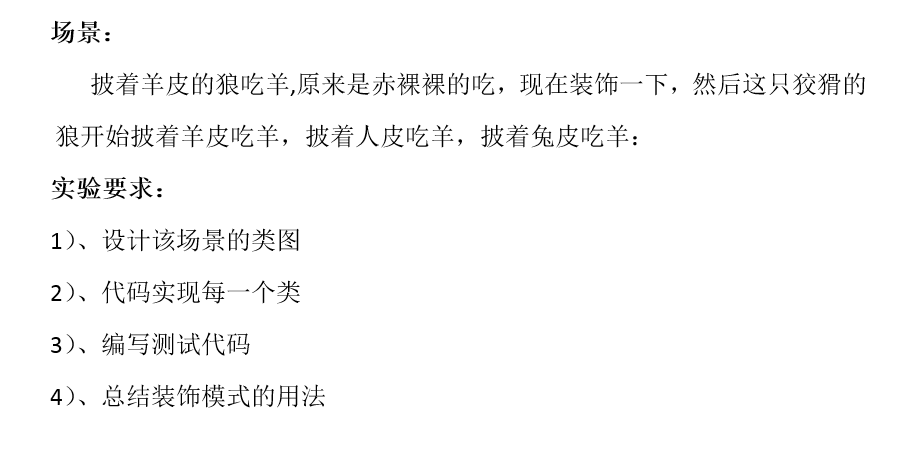 场景：
披着羊皮的狼吃羊,原来是赤裸裸的吃，现在装饰一下，然后这只狡猾的
狼开始披着羊皮吃羊，披着人皮吃羊，披着兔皮吃羊：
实验要求：
1）、设计该场景的类图
2）、代码实现每一个类
3）、编写测试代码
4）、总结装饰模式的用法